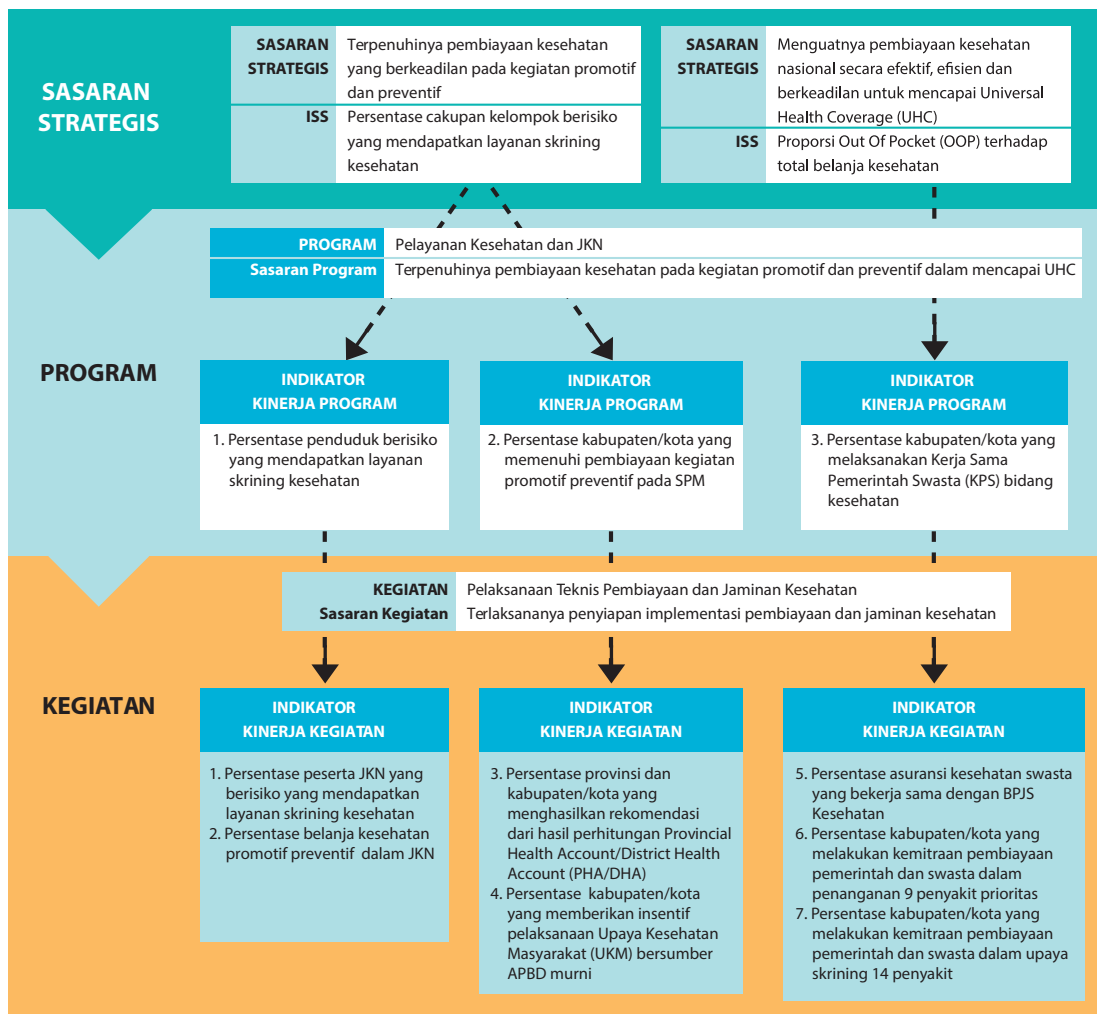 SASARAN
STRATEGIS
SASARAN
STRATEGIS
Terpenuhinya pembiayaan kesehatan
yang berkeadilan pada kegiatan promotif
dan preventif
ISS
Persentase cakupan kelompok berisiko
yang mendapatkan layanan skrining
kesehatan
SASARAN
STRATEGIS
Menguatnya pembiayaan kesehatan
nasional secara efektif, efisien dan
berkeadilan untuk mencapai Universal
Health Coverage (UHC)
ISS
Proporsi Out Of Pocket (OOP) terhadap
total belanja kesehatan
PROGRAM
PROGRAM
Pelayanan Kesehatan dan JKN
Sasaran Program
Terpenuhinya pembiayaan kesehatan pada kegiatan promotif dan preventif dalam mencapai UHC
INDIKATOR
KINERJA PROGRAM
1. Persentase penduduk berisiko
yang mendapatkan layanan
skrining kesehatan
INDIKATOR
KINERJA PROGRAM
2. Persentase kabupaten/kota yang
memenuhi pembiayaan kegiatan
promotif preventif pada SPM
INDIKATOR
KINERJA PROGRAM
3. Persentase kabupaten/kota yang
melaksanakan Kerja Sama
Pemerintah Swasta (KPS) bidang
kesehatan
KEGIATAN
KEGIATAN
Pelaksanaan Teknis Pembiayaan dan Jaminan Kesehatan
Sasaran Kegiatan
Terlaksananya penyiapan implementasi pembiayaan dan jaminan kesehatan
INDIKATOR
KINERJA KEGIATAN
1. Persentase peserta JKN yang
berisiko yang mendapatkan
layanan skrining kesehatan
2. Persentase belanja kesehatan
promotif preventif dalam JKN
INDIKATOR
KINERJA KEGIATAN
3. Persentase provinsi dan
kabupaten/kota yang
menghasilkan rekomendasi
dari hasil perhitungan Provincial
Health Account/District Health
Account (PHA/DHA)
4. Persentase kabupaten/kota
yang memberikan insentif
pelaksanaan Upaya Kesehatan
Masyarakat (UKM) bersumber
APBD murni
INDIKATOR
KINERJA KEGIATAN
5. Persentase asuransi kesehatan swasta
yang bekerja sama dengan BPJS
Kesehatan
6. Persentase kabupaten/kota yang
melakukan kemitraan pembiayaan
pemerintah dan swasta dalam
penanganan 9 penyakit prioritas
7. Persentase kabupaten/kota yang
melakukan kemitraan pembiayaan
pemerintah dan swasta dalam upaya
skrining 14 penyakit